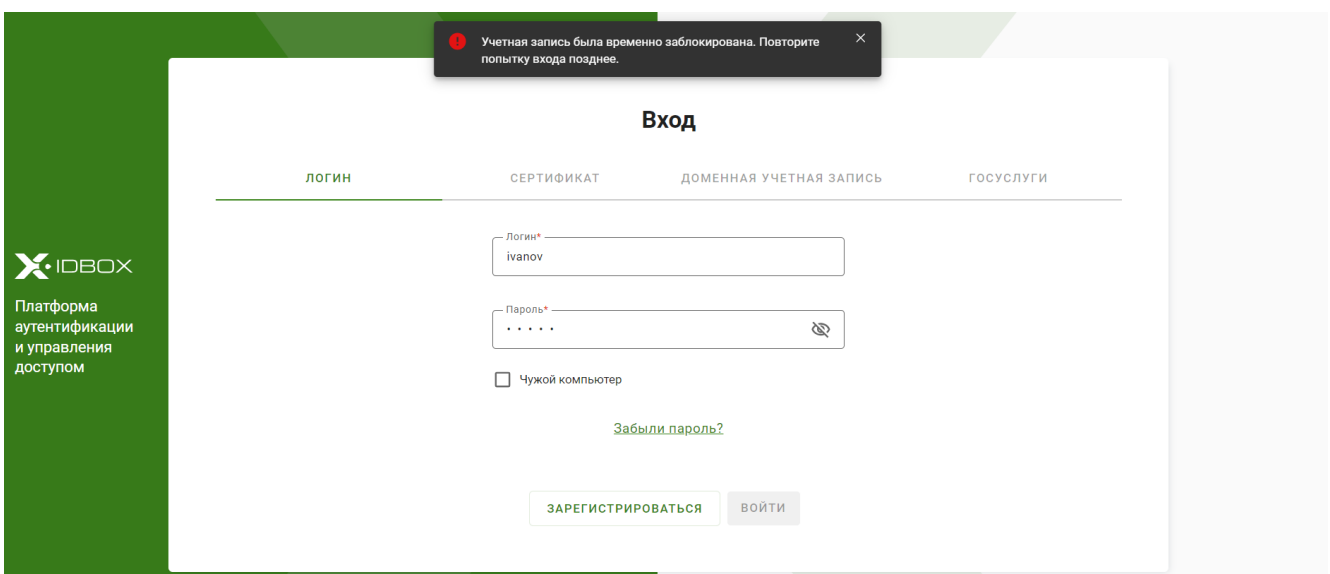 Учетная запись была временно заблокирована. Повторите
попытку входа позднее.
Вход
ЛОГИН
СЕРТИФИКАТ
ДОМЕННАЯ УЧЕТНАЯ ЗАПИСЬ
ГОСУСЛУГИ
IDBOX
Платформа
аутентификации
и управления
доступом
Логин*
ivanov
Пароль*
Чужой компьютер
Забыли пароль?
ЗАРЕГИСТРИРОВАТЬСЯ
ВОЙТИ